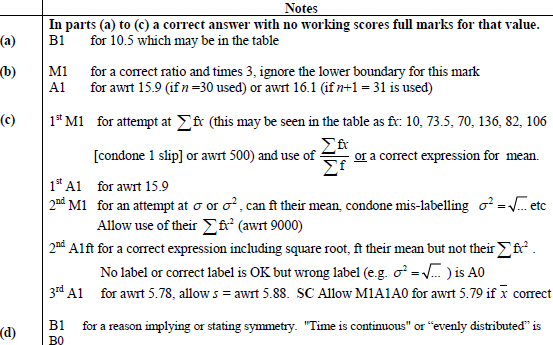 Notes
In parts (a) to (c) a correct answer with no working scores full marks for that value.
(a) B1 for 10.5 which may be in the table
(b) M1 for a correct ratio and times 3, ignore the lower boundary for this mark
A1 for awrt 15.9 (if n =30 used) or awrt 16.1 (if n+1 = 31 is used)
(c) 1st M1 for attempt at ∑fx (this may be seen in the table as fx: 10, 73.5, 70, 136, 82, 106
[condone 1 slip] or awrt 500) and use of ∑fx/∑f or a correct expression for mean.
1st A1 for awrt 15.9
2nd M1 for an attempt at σ or σ², can ft their mean, condone mis-labelling σ² = √… etc
Allow use of their ∑fx² (awrt 9000)
2nd A1ft for a correct expression including square root, ft their mean but not their ∑fx² .
No label or correct label is OK but wrong label (e.g. σ² = √… ) is A0
3rd A1 for awrt 5.78, allow s = awrt 5.88. SC Allow M1A1A0 for awrt 5.79 if x̄ correct
(d) B1 for a reason implying or stating symmetry. "Time is continuous" or “evenly distributed” is
B0